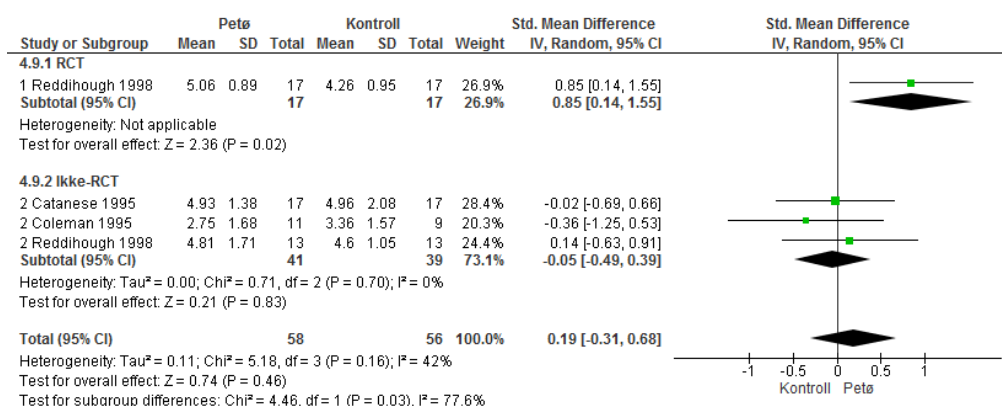 Petø Kontroll Std. Mean Difference Std. Mean Difference
Study or Subgroup Mean SD Total Mean SD Total Weight IV, Random, 95% CI IV, Random, 95% CI
4.9.1 RCT
1 Reddihough 1998 5.06 0.89 17 4.26 0.95 17 26.9% 0.85 [0.14, 1.55]
Subtotal (95% CI) 17 17 26.9% 0.85 [0.14, 1.55]
Heterogeneity: Not applicable
Test for overall effect: Z = 2.36 (P = 0.02)
4.9.2 Ikke-RCT
2 Catanese 1995 4.93 1.38 17 4.96 2.08 17 28.4% -0.02 [-0.69, 0.66]
2 Coleman 1995 2.75 1.68 11 3.36 1.57 9 20.3% -0.36 [-1.25, 0.53]
2 Reddihough 1998 4.81 1.71 13 4.6 1.05 13 24.4% 0.14 [-0.63, 0.91]
Subtotal (95% CI) 41 39 73.1% -0.05 [-0.49, 0.39]
Heterogeneity: Tau² = 0.00; Chi² = 0.71, df = 2 (P = 0.70); I² = 0%
Test for overall effect: Z = 0.21 (P = 0.83)
Total (95% CI) 58 56 100.0% 0.19 [-0.31, 0.68]
Heterogeneity: Tau² = 0.11; Chi² = 5.18, df = 3 (P = 0.16); I² = 42%
Test for overall effect: Z = 0.74 (P = 0.46)
Test for subgroup differences: Chi² = 4.46, df = 1 (P = 0.03), I² = 77.6%
-1 -0.5 0 0.5 1
Kontroll Petø